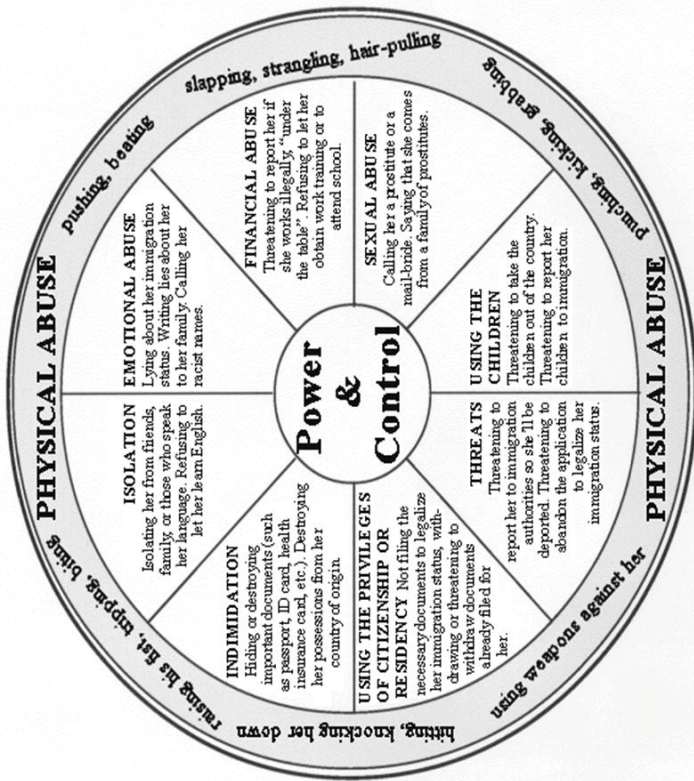 PHYSICAL ABUSE
pushing, beating
slapping, strangling, hair-pulling
punching, kicking, grabbing
PHYSICAL ABUSE
using weapons against her
hitting, knocking her down
raising his fist, tripping, biting
Power
&
Control
ISOLATION
Isolating her from friends,
family, or those who speak
her language. Refusing to
let her learn English.
EMOTIONAL ABUSE
Lying about her immigration
status. Writing lies about her
to her family. Calling her
racist names.
FINANCIAL ABUSE
Threatening to report her if
she works illegally, "under
the table". Refusing to let her
obtain work training or to
attend school.
SEXUAL ABUSE
Calling her a prostitute or a
mail-bride. Saying that she comes
from a family of prostitutes.
USING THE
CHILDREN
Threatening to take the
children out of the country.
Threatening to report her
children to immigration.
THREATS
Threatening to
report her to immigration
authorities so she'll be
deported. Threatening to
abandon the application
to legalize her
immigration status.
USING THE PRIVILEGES
OF CITIZENSHIP OR
RESIDENCY Not filing the
necessary documents to legalize
her immigration status, with-
drawing or threatening to
withdraw documents
already filed for
her.
INDIMIDATION
Hiding or destroying
important documents (such
as passport, ID card, health
insurance card, etc.). Destroying
her possessions from her
country of origin.